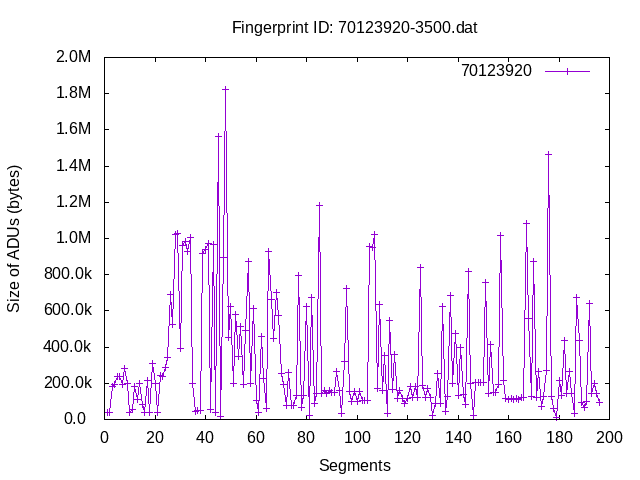 Fingerprint ID: 70123920-3500.dat
70123920
2.0M
1.8M
1.6M
1.4M
1.2M
1.0M
800.0k
600.0k
400.0k
200.0k
0.0
Size of ADUs (bytes)
0 20 40 60 80 100 120 140 160 180 200
Segments